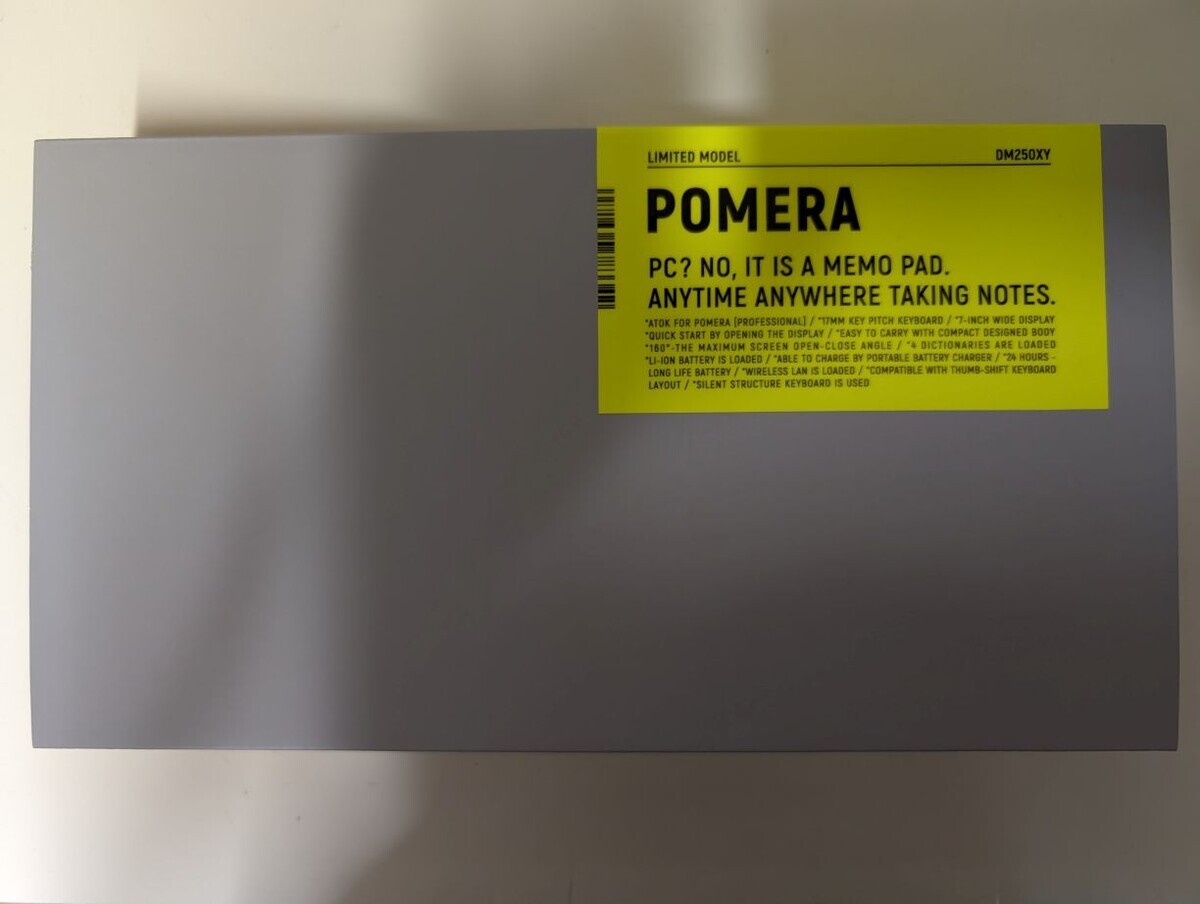 LIMITED MODEL DM250XY
POMERA
PC? NO, IT IS A MEMO PAD.
ANYTIME ANYWHERE TAKING NOTES.
*ATOK FOR POMERA [PROFESSIONAL] / *17MM KEY PITCH KEYBOARD / *7-INCH WIDE DISPLAY
*QUICK START BY OPENING THE DISPLAY / *EASY TO CARRY WITH COMPACT DESIGNED BODY
*180°-THE MAXIMUM SCREEN OPEN-CLOSE ANGLE / *4 DICTIONARIES ARE LOADED
*LI-ION BATTERY IS LOADED / *ABLE TO CHARGE BY PORTABLE BATTERY CHARGER / *24 HOURS -
LONG LIFE BATTERY / *WIRELESS LAN IS LOADED / *COMPATIBLE WITH THUMB-SHIFT KEYBOARD
LAYOUT / *SILENT STRUCTURE KEYBOARD IS USED